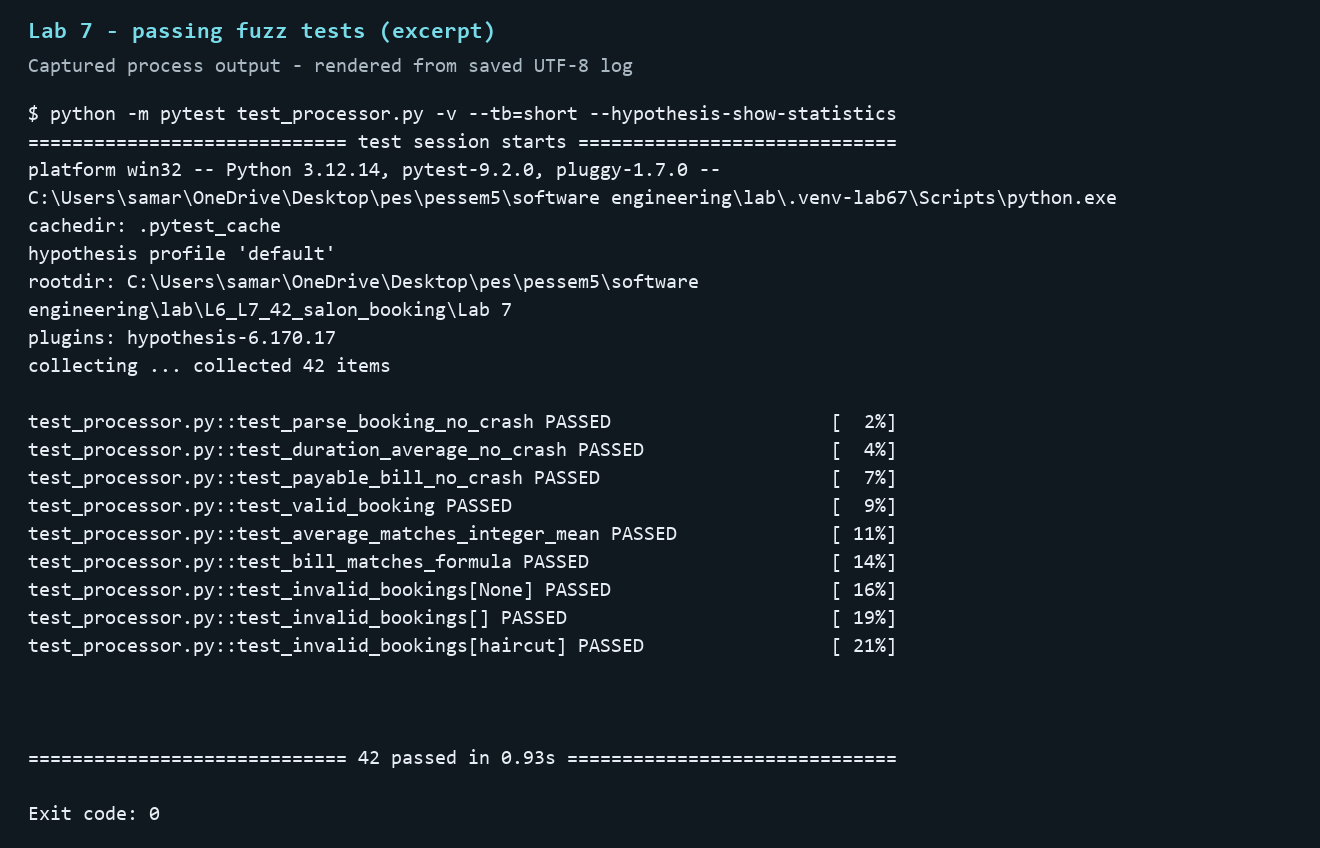 Lab 7 - passing fuzz tests (excerpt)
Captured process output - rendered from saved UTF-8 log
$ python -m pytest test_processor.py -v --tb=short --hypothesis-show-statistics
============================= test session starts =============================
platform win32 -- Python 3.12.14, pytest-9.2.0, pluggy-1.7.0 --
C:\Users\samar\OneDrive\Desktop\pes\pessem5\software engineering\lab\.venv-lab67\Scripts\python.exe
cachedir: .pytest_cache
hypothesis profile 'default'
rootdir: C:\Users\samar\OneDrive\Desktop\pes\pessem5\software
engineering\lab\L6_L7_42_salon_booking\Lab 7
plugins: hypothesis-6.170.17
collecting ... collected 42 items
test_processor.py::test_parse_booking_no_crash PASSED                    [  2%]
test_processor.py::test_duration_average_no_crash PASSED                 [  4%]
test_processor.py::test_payable_bill_no_crash PASSED                     [  7%]
test_processor.py::test_valid_booking PASSED                             [  9%]
test_processor.py::test_average_matches_integer_mean PASSED              [ 11%]
test_processor.py::test_bill_matches_formula PASSED                      [ 14%]
test_processor.py::test_invalid_bookings[None] PASSED                    [ 16%]
test_processor.py::test_invalid_bookings[] PASSED                        [ 19%]
test_processor.py::test_invalid_bookings[haircut] PASSED                 [ 21%]
============================= 42 passed in 0.93s ==============================
Exit code: 0